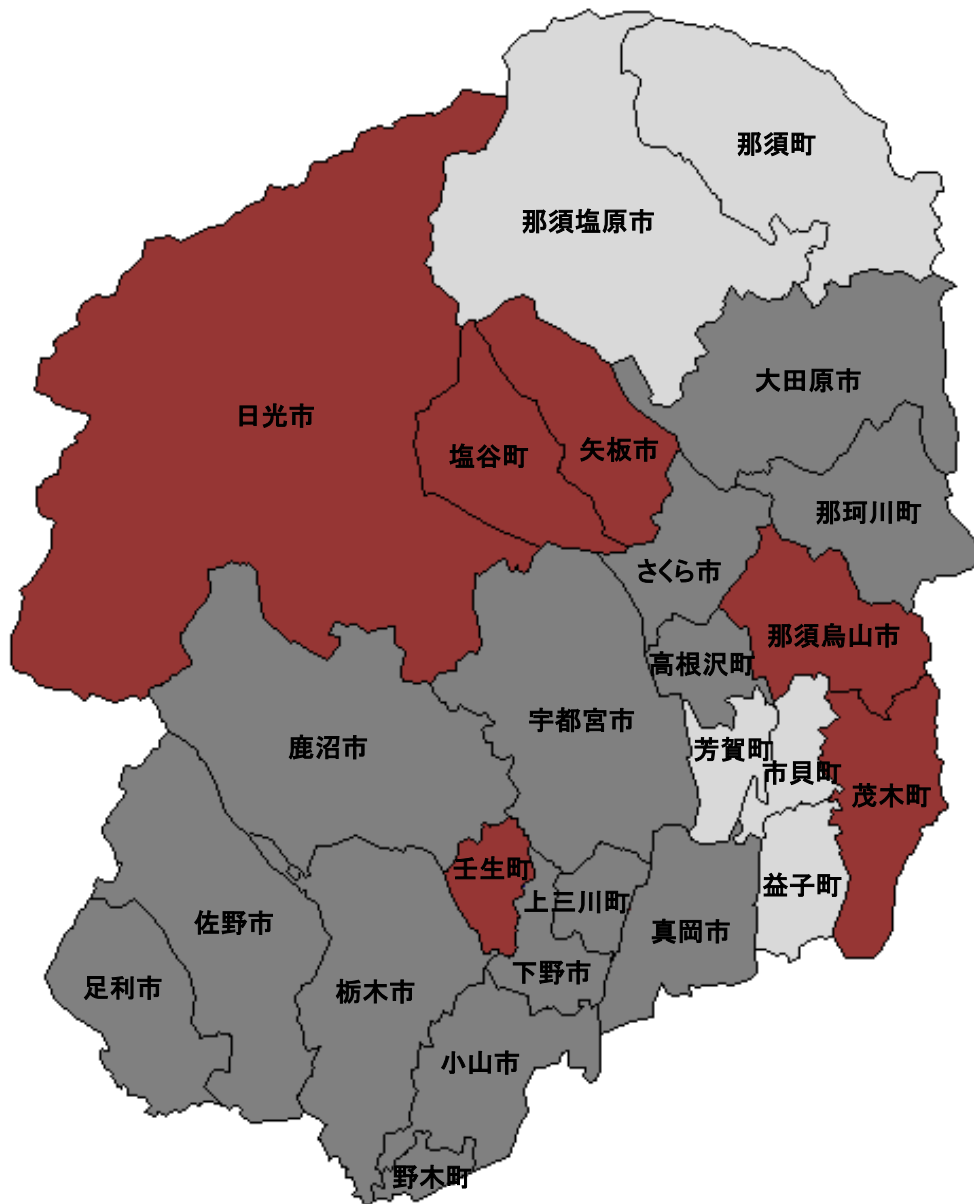 那須町
那須塩原市
大田原市
日光市
矢板市
塩谷町
那珂川町
さくら市
那須烏山市
高根沢町
宇都宮市
鹿沼市
芳賀町
市貝町
茂木町
壬生町
益子町
上三川町
佐野市
真岡市
下野市
足利市
栃木市
小山市
野木町